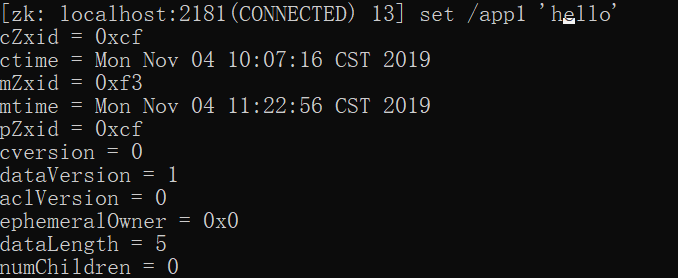 [zk: localhost:2181(CONNECTED) 13] set /app1 'hello'
cZxid = 0xcf
ctime = Mon Nov 04 10:07:16 CST 2019
mZxid = 0xf3
mtime = Mon Nov 04 11:22:56 CST 2019
pZxid = 0xcf
cversion = 0
dataVersion = 1
aclVersion = 0
ephemeralOwner = 0x0
dataLength = 5
numChildren = 0